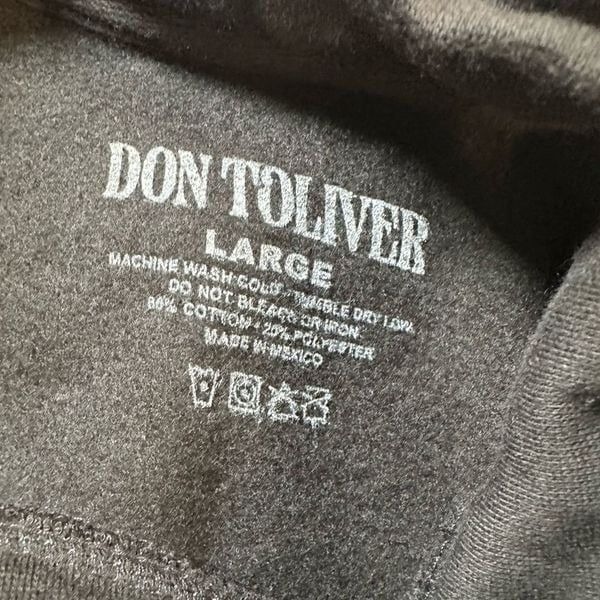 DON TOLIVER
LARGE
MACHINE WASH COLD - TUMBLE DRY LOW.
DO NOT BLEACH OR IRON.
80% COTTON • 20% POLYESTER
MADE IN MEXICO